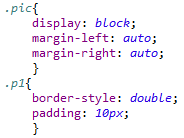 .pic{
display: block;
margin-left: auto;
margin-right: auto;
}
.p1{
border-style: double;
padding: 10px;
}